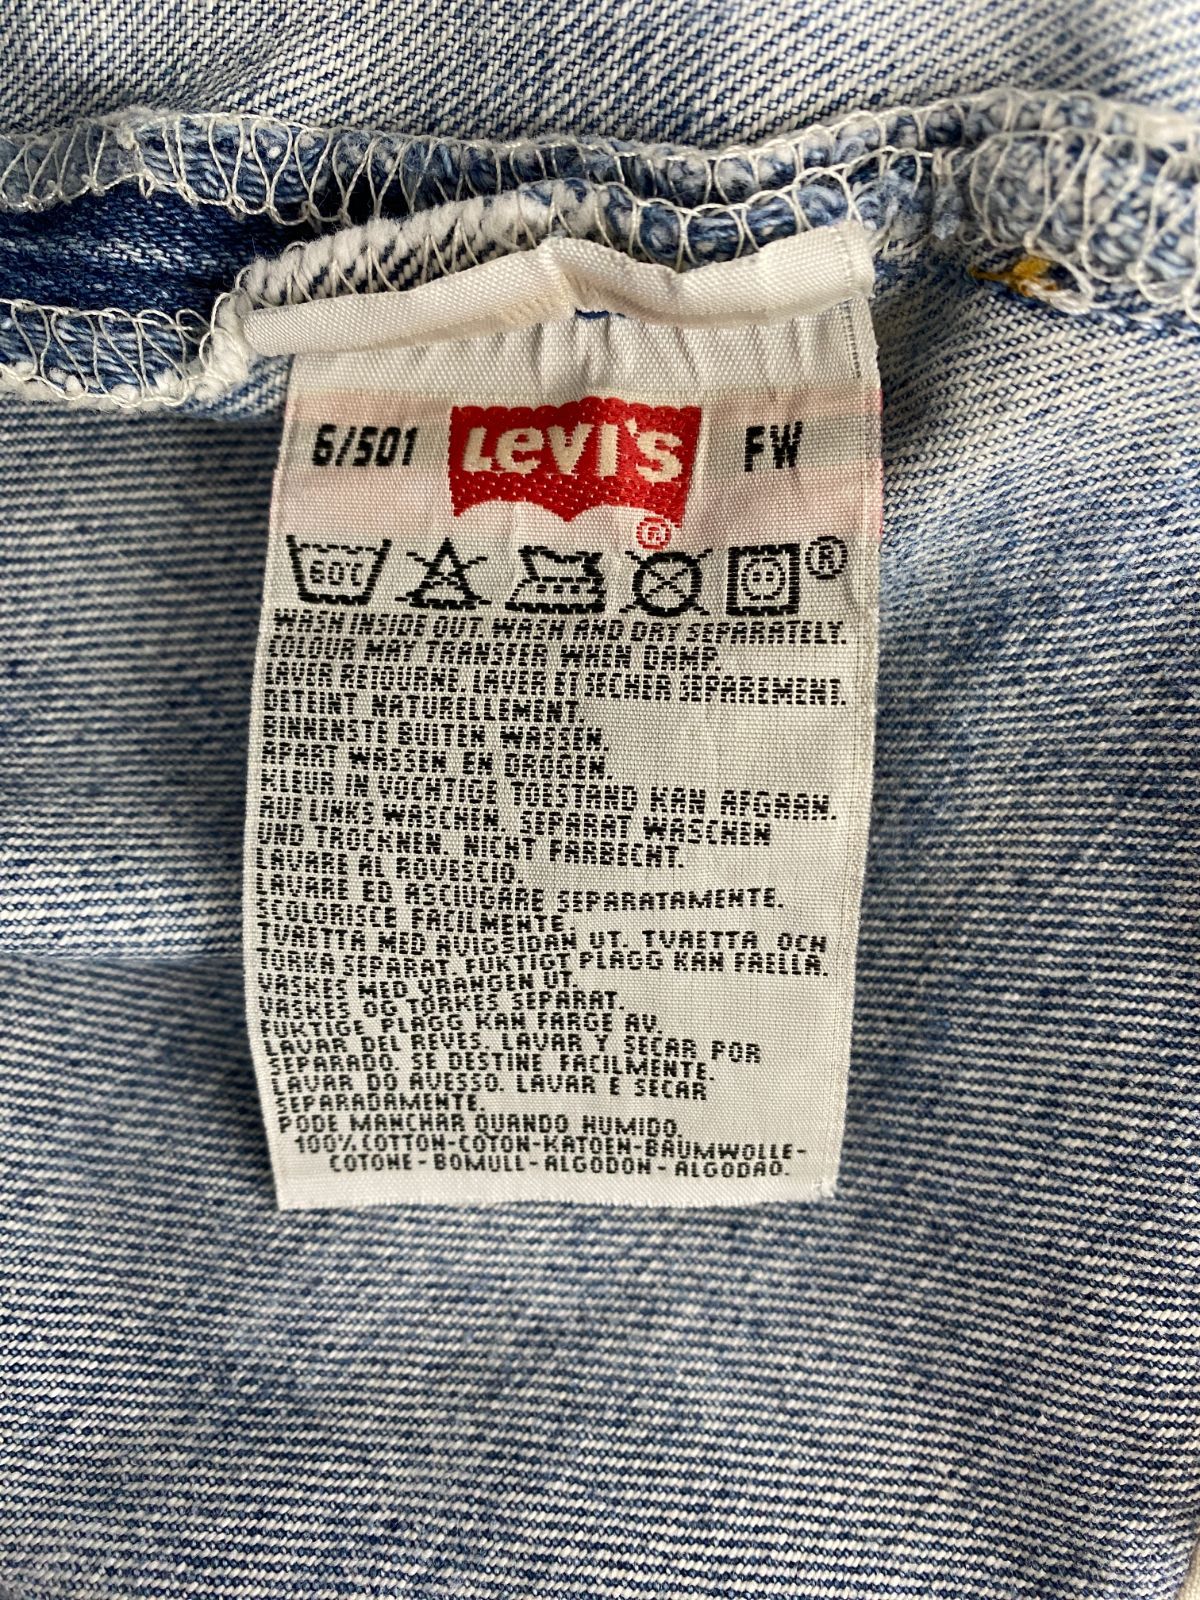 6/501 Levi's ® FW
60°C ®
WASH INSIDE OUT. WASH AND DRY SEPARATELY.
COLOUR MAY TRANSFER WHEN DAMP.
LAVER RETOURNE. LAVER ET SECHER SEPAREMENT.
DETEINT NATURELLEMENT.
BINNENSTE BUITEN WASSEN.
APART WASSEN EN DROGEN.
KLEUR IN VOCHTIGE TOESTAND KAN AFGAAN.
AUF LINKS WASCHEN. SEPARAT WASCHEN
UND TROCKNEN. NICHT FARBECHT.
LAVARE AL ROVESCIO.
LAVARE ED ASCIUGARE SEPARATAMENTE.
SCOLORISCE FACILMENTE
TVAETTA MED AVIGSIDAN UT. TVAETTA OCH
TORKA SEPARAT. FUKTIGT PLAGG KAN FAELLA.
VASKES MED VRANGEN UT.
VASKES OG TORKES SEPARAT.
FUKTIGE PLAGG KAN FARGE AV.
LAVAR DEL REVES. LAVAR Y SECAR POR
SEPARADO. SE DESTINE FACILMENTE.
LAVAR DO AVESSO. LAVAR E SECAR
SEPARADAMENTE.
PODE MANCHAR QUANDO HUMIDO.
100% COTTON-COTON-KATOEN-BAUMWOLLE-
COTONE-BOMULL-ALGODON-ALGODAO.